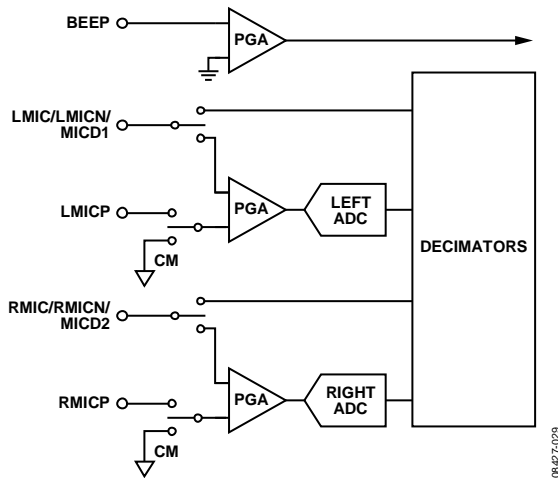 BEEP
PGA
LMIC/LMICN/
MICD1
LMICP
PGA
LEFT
ADC
CM
DECIMATORS
RMIC/RMICN/
MICD2
RMICP
PGA
RIGHT
ADC
CM
08427-029